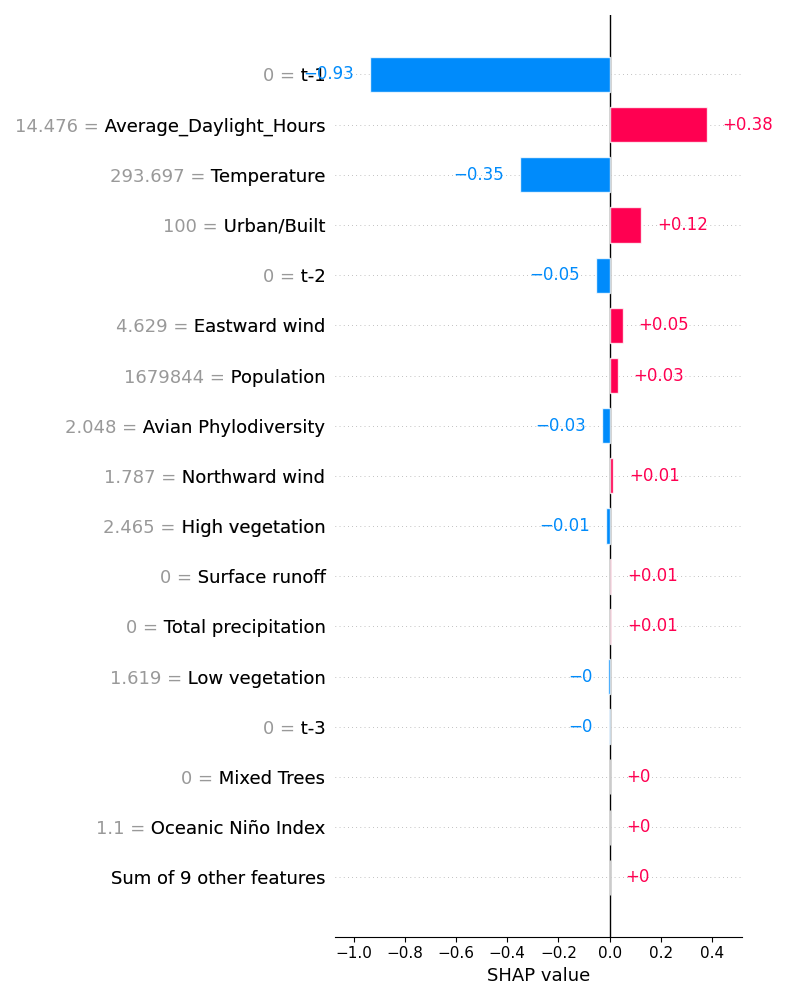 0 = t-1 −0.93
14.476 = Average_Daylight_Hours +0.38
293.697 = Temperature −0.35
100 = Urban/Built +0.12
0 = t-2 −0.05
4.629 = Eastward wind +0.05
1679844 = Population +0.03
2.048 = Avian Phylodiversity −0.03
1.787 = Northward wind +0.01
2.465 = High vegetation −0.01
0 = Surface runoff +0.01
0 = Total precipitation +0.01
1.619 = Low vegetation −0
0 = t-3 −0
0 = Mixed Trees +0
1.1 = Oceanic Niño Index +0
Sum of 9 other features +0
−1.0 −0.8 −0.6 −0.4 −0.2 0.0 0.2 0.4
SHAP value